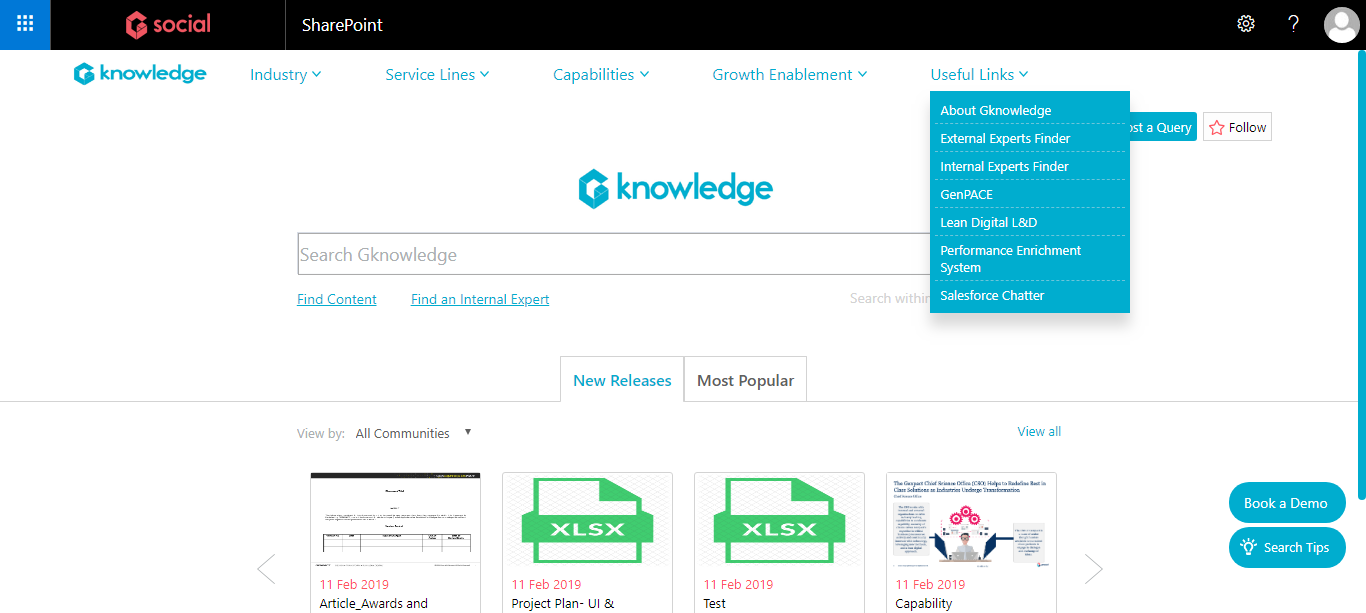 social
SharePoint
?
knowledge
Industry
Service Lines
Capabilities
Growth Enablement
Useful Links
About Gknowledge
External Experts Finder
Internal Experts Finder
GenPACE
Lean Digital L&D
Performance Enrichment
System
Salesforce Chatter
a Query
Follow
knowledge
Search Gknowledge
Find Content
Find an Internal Expert
Search within
New Releases
Most Popular
View by:
All Communities
View all
The Genpact Chief Science Office (CSO) Helps to Redefine Best in
Class Solutions as Industries Undergo Transformation
XLSX
XLSX
11 Feb 2019
Article_Awards and
11 Feb 2019
Project Plan- UI &
11 Feb 2019
Test
11 Feb 2019
Capability
Book a Demo
Search Tips